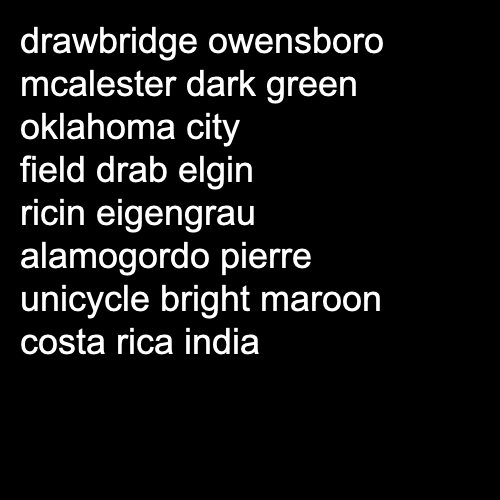 drawbridge owensboro
mcalester dark green
oklahoma city
field drab elgin
ricin eigengrau
alamogordo pierre
unicycle bright maroon
costa rica india